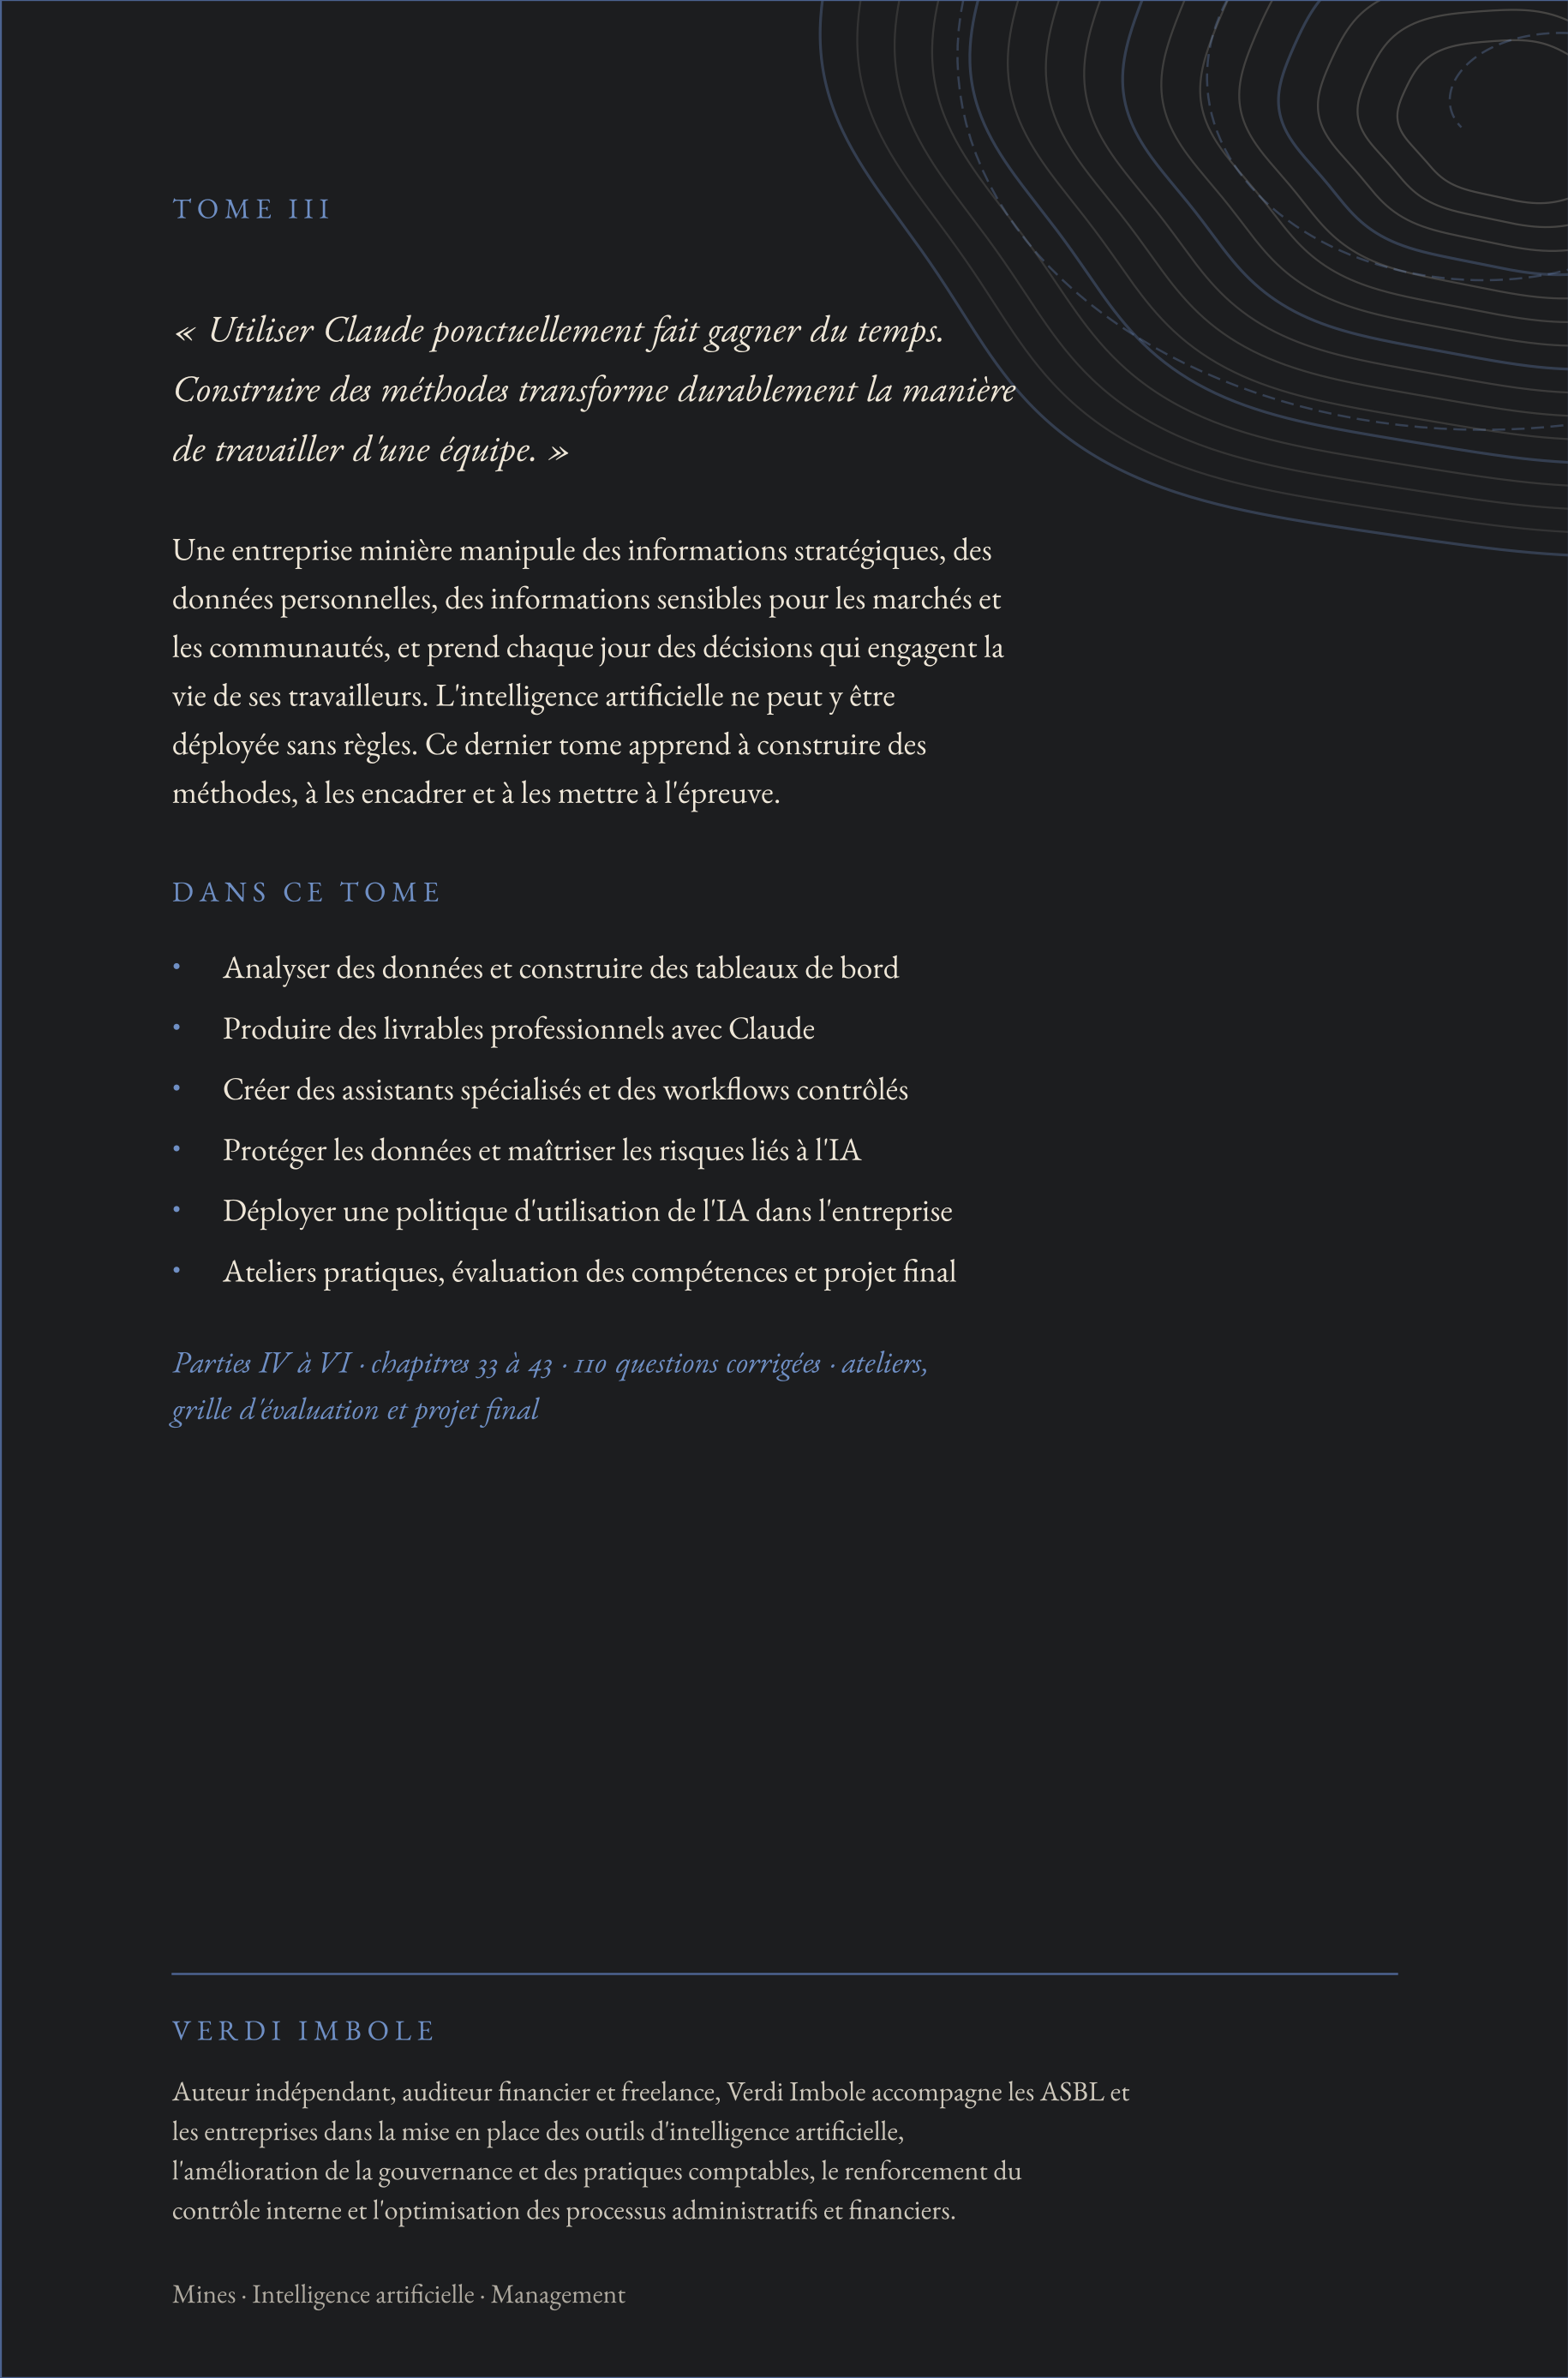 TOME III
« Utiliser Claude ponctuellement fait gagner du temps.
Construire des méthodes transforme durablement la manière
de travailler d'une équipe. »
Une entreprise minière manipule des informations stratégiques, des
données personnelles, des informations sensibles pour les marchés et
les communautés, et prend chaque jour des décisions qui engagent la
vie de ses travailleurs. L'intelligence artificielle ne peut y être
déployée sans règles. Ce dernier tome apprend à construire des
méthodes, à les encadrer et à les mettre à l'épreuve.
DANS CE TOME
• Analyser des données et construire des tableaux de bord
• Produire des livrables professionnels avec Claude
• Créer des assistants spécialisés et des workflows contrôlés
• Protéger les données et maîtriser les risques liés à l'IA
• Déployer une politique d'utilisation de l'IA dans l'entreprise
• Ateliers pratiques, évaluation des compétences et projet final
Parties IV à VI · chapitres 33 à 43 · 110 questions corrigées · ateliers,
grille d'évaluation et projet final
VERDI IMBOLE
Auteur indépendant, auditeur financier et freelance, Verdi Imbole accompagne les ASBL et
les entreprises dans la mise en place des outils d'intelligence artificielle,
l'amélioration de la gouvernance et des pratiques comptables, le renforcement du
contrôle interne et l'optimisation des processus administratifs et financiers.
Mines · Intelligence artificielle · Management